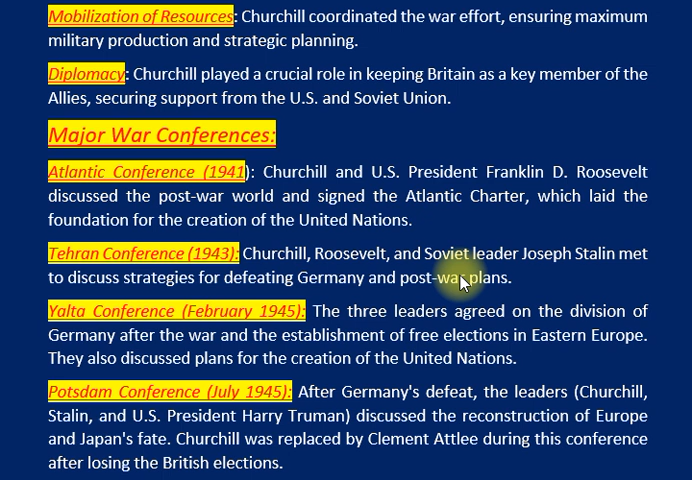 Mobilization of Resources: Churchill coordinated the war effort, ensuring maximum
military production and strategic planning.
Diplomacy: Churchill played a crucial role in keeping Britain as a key member of the
Allies, securing support from the U.S. and Soviet Union.
Major War Conferences:
Atlantic Conference (1941): Churchill and U.S. President Franklin D. Roosevelt
discussed the post-war world and signed the Atlantic Charter, which laid the
foundation for the creation of the United Nations.
Tehran Conference (1943): Churchill, Roosevelt, and Soviet leader Joseph Stalin met
to discuss strategies for defeating Germany and post-war plans.
Yalta Conference (February 1945): The three leaders agreed on the division of
Germany after the war and the establishment of free elections in Eastern Europe.
They also discussed plans for the creation of the United Nations.
Potsdam Conference (July 1945): After Germany's defeat, the leaders (Churchill,
Stalin, and U.S. President Harry Truman) discussed the reconstruction of Europe
and Japan's fate. Churchill was replaced by Clement Attlee during this conference
after losing the British elections.